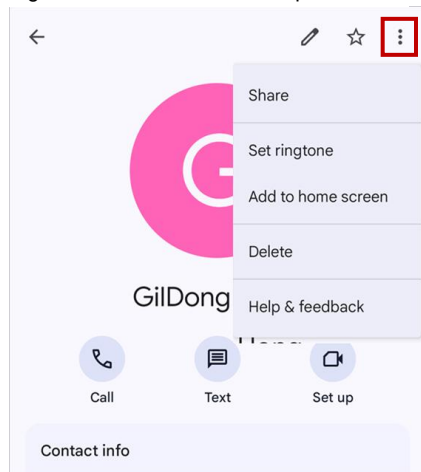 Share
Set ringtone
G
Add to home screen
Delete
GilDong
Help & feedback
Call Text Set up
Contact info